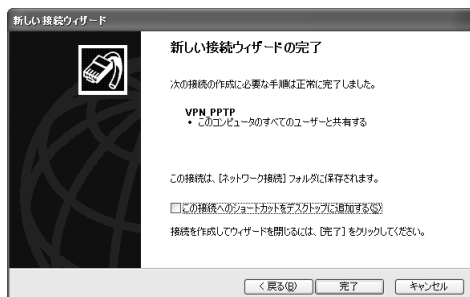 新しい接続ウィザード
新しい接続ウィザードの完了
次の接続の作成に必要な手順は正常に完了しました。
VPN PPTP
• このコンピュータのすべてのユーザーと共有する
この接続は、[ネットワーク接続] フォルダに保存されます。
この接続へのショートカットをデスクトップに追加する(S)
接続を作成してウィザードを閉じるには、[完了] をクリックしてください。
< 戻る(B)
完了
キャンセル